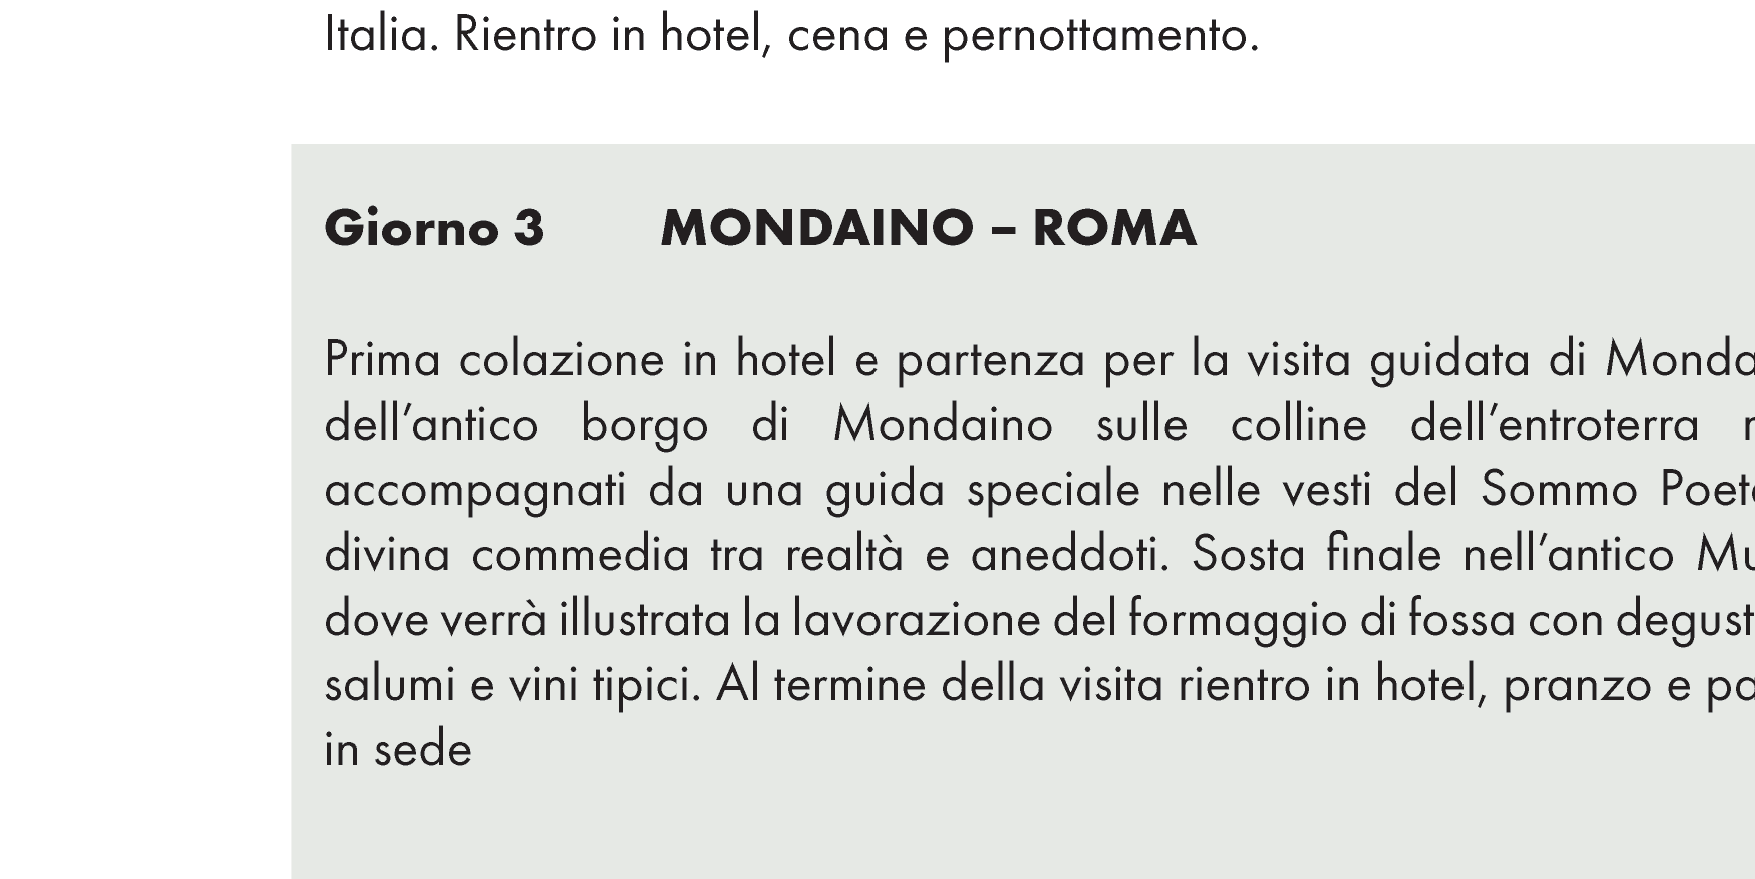 Italia. Rientro in hotel, cena e pernottamento.
Giorno 3 MONDAINO – ROMA
Prima colazione in hotel e partenza per la visita guidata di
dell’antico borgo di Mondaino sulle colline dell’entroterra
accompagnati da una guida speciale nelle vesti del Sommo
divina commedia tra realtà e aneddoti. Sosta finale nell’antico
dove verrà illustrata la lavorazione del formaggio di fossa con
salumi e vini tipici. Al termine della visita rientro in hotel, pranzo e
in sede